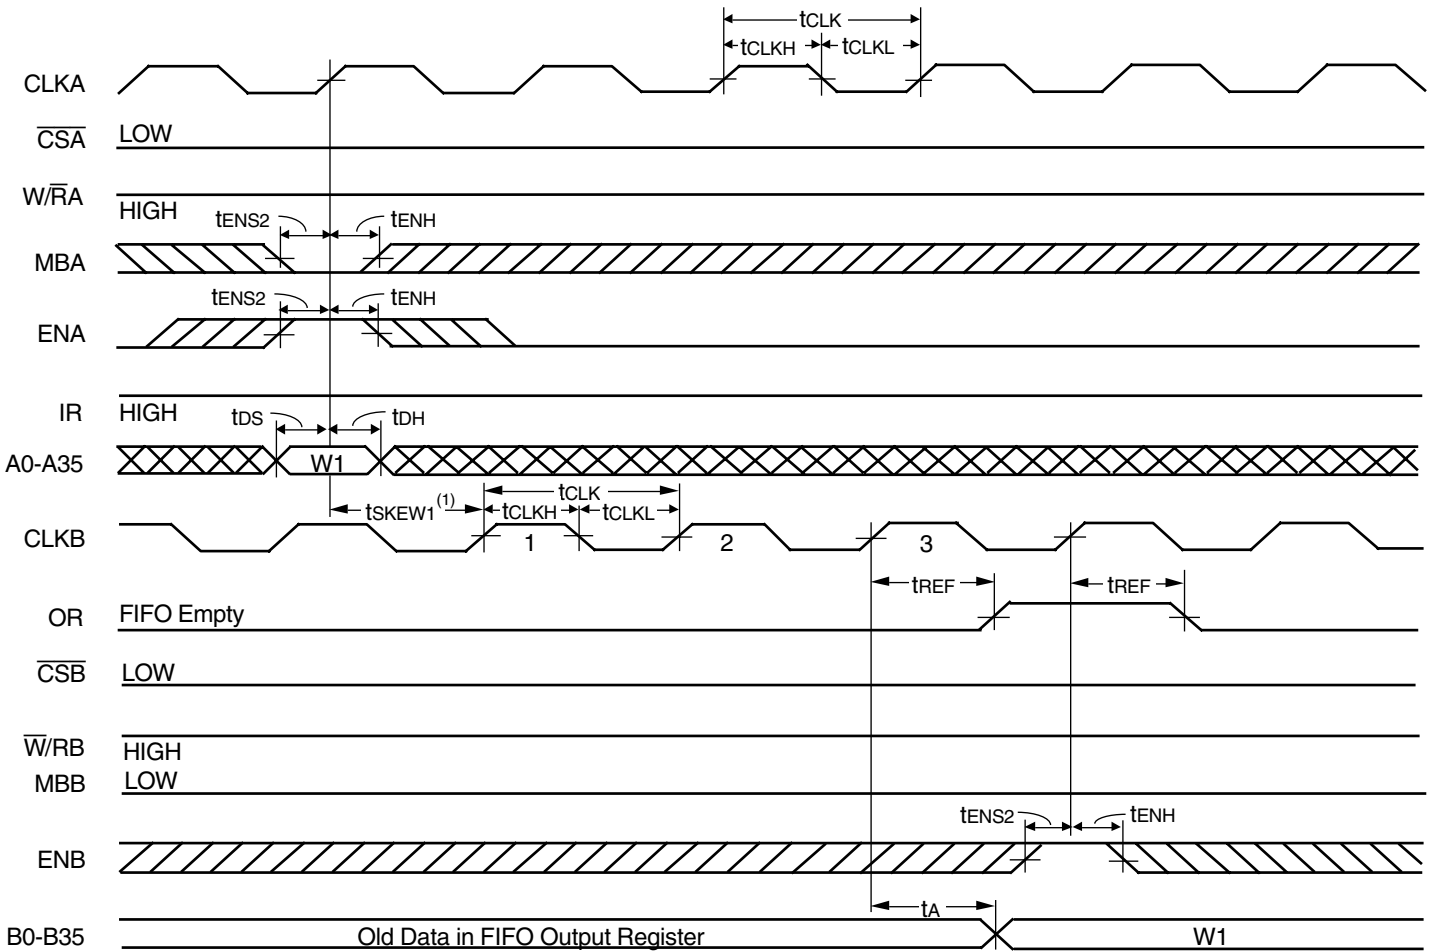 tCLK
tCLKH tCLKL
CLKA
CSA LOW
W/RA
HIGH
tENS2 tENH
MBA
tENS2 tENH
ENA
IR HIGH
tDS tDH
A0-A35 W1
tCLK
tSKEW1(1) tCLKH tCLKL
CLKB 1 2 3
tREF tREF
OR FIFO Empty
CSB LOW
W/RB HIGH
MBB LOW
tENS2 tENH
ENB
tA
B0-B35 Old Data in FIFO Output Register W1